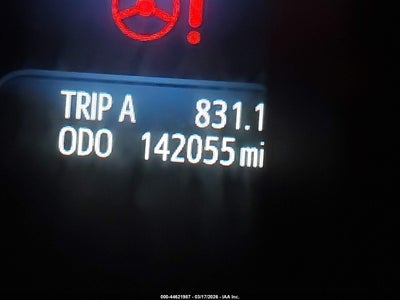 TRIP A 831.1
ODO 142055 mi
000-44621987 - 03/17/2026 - IAA Inc.